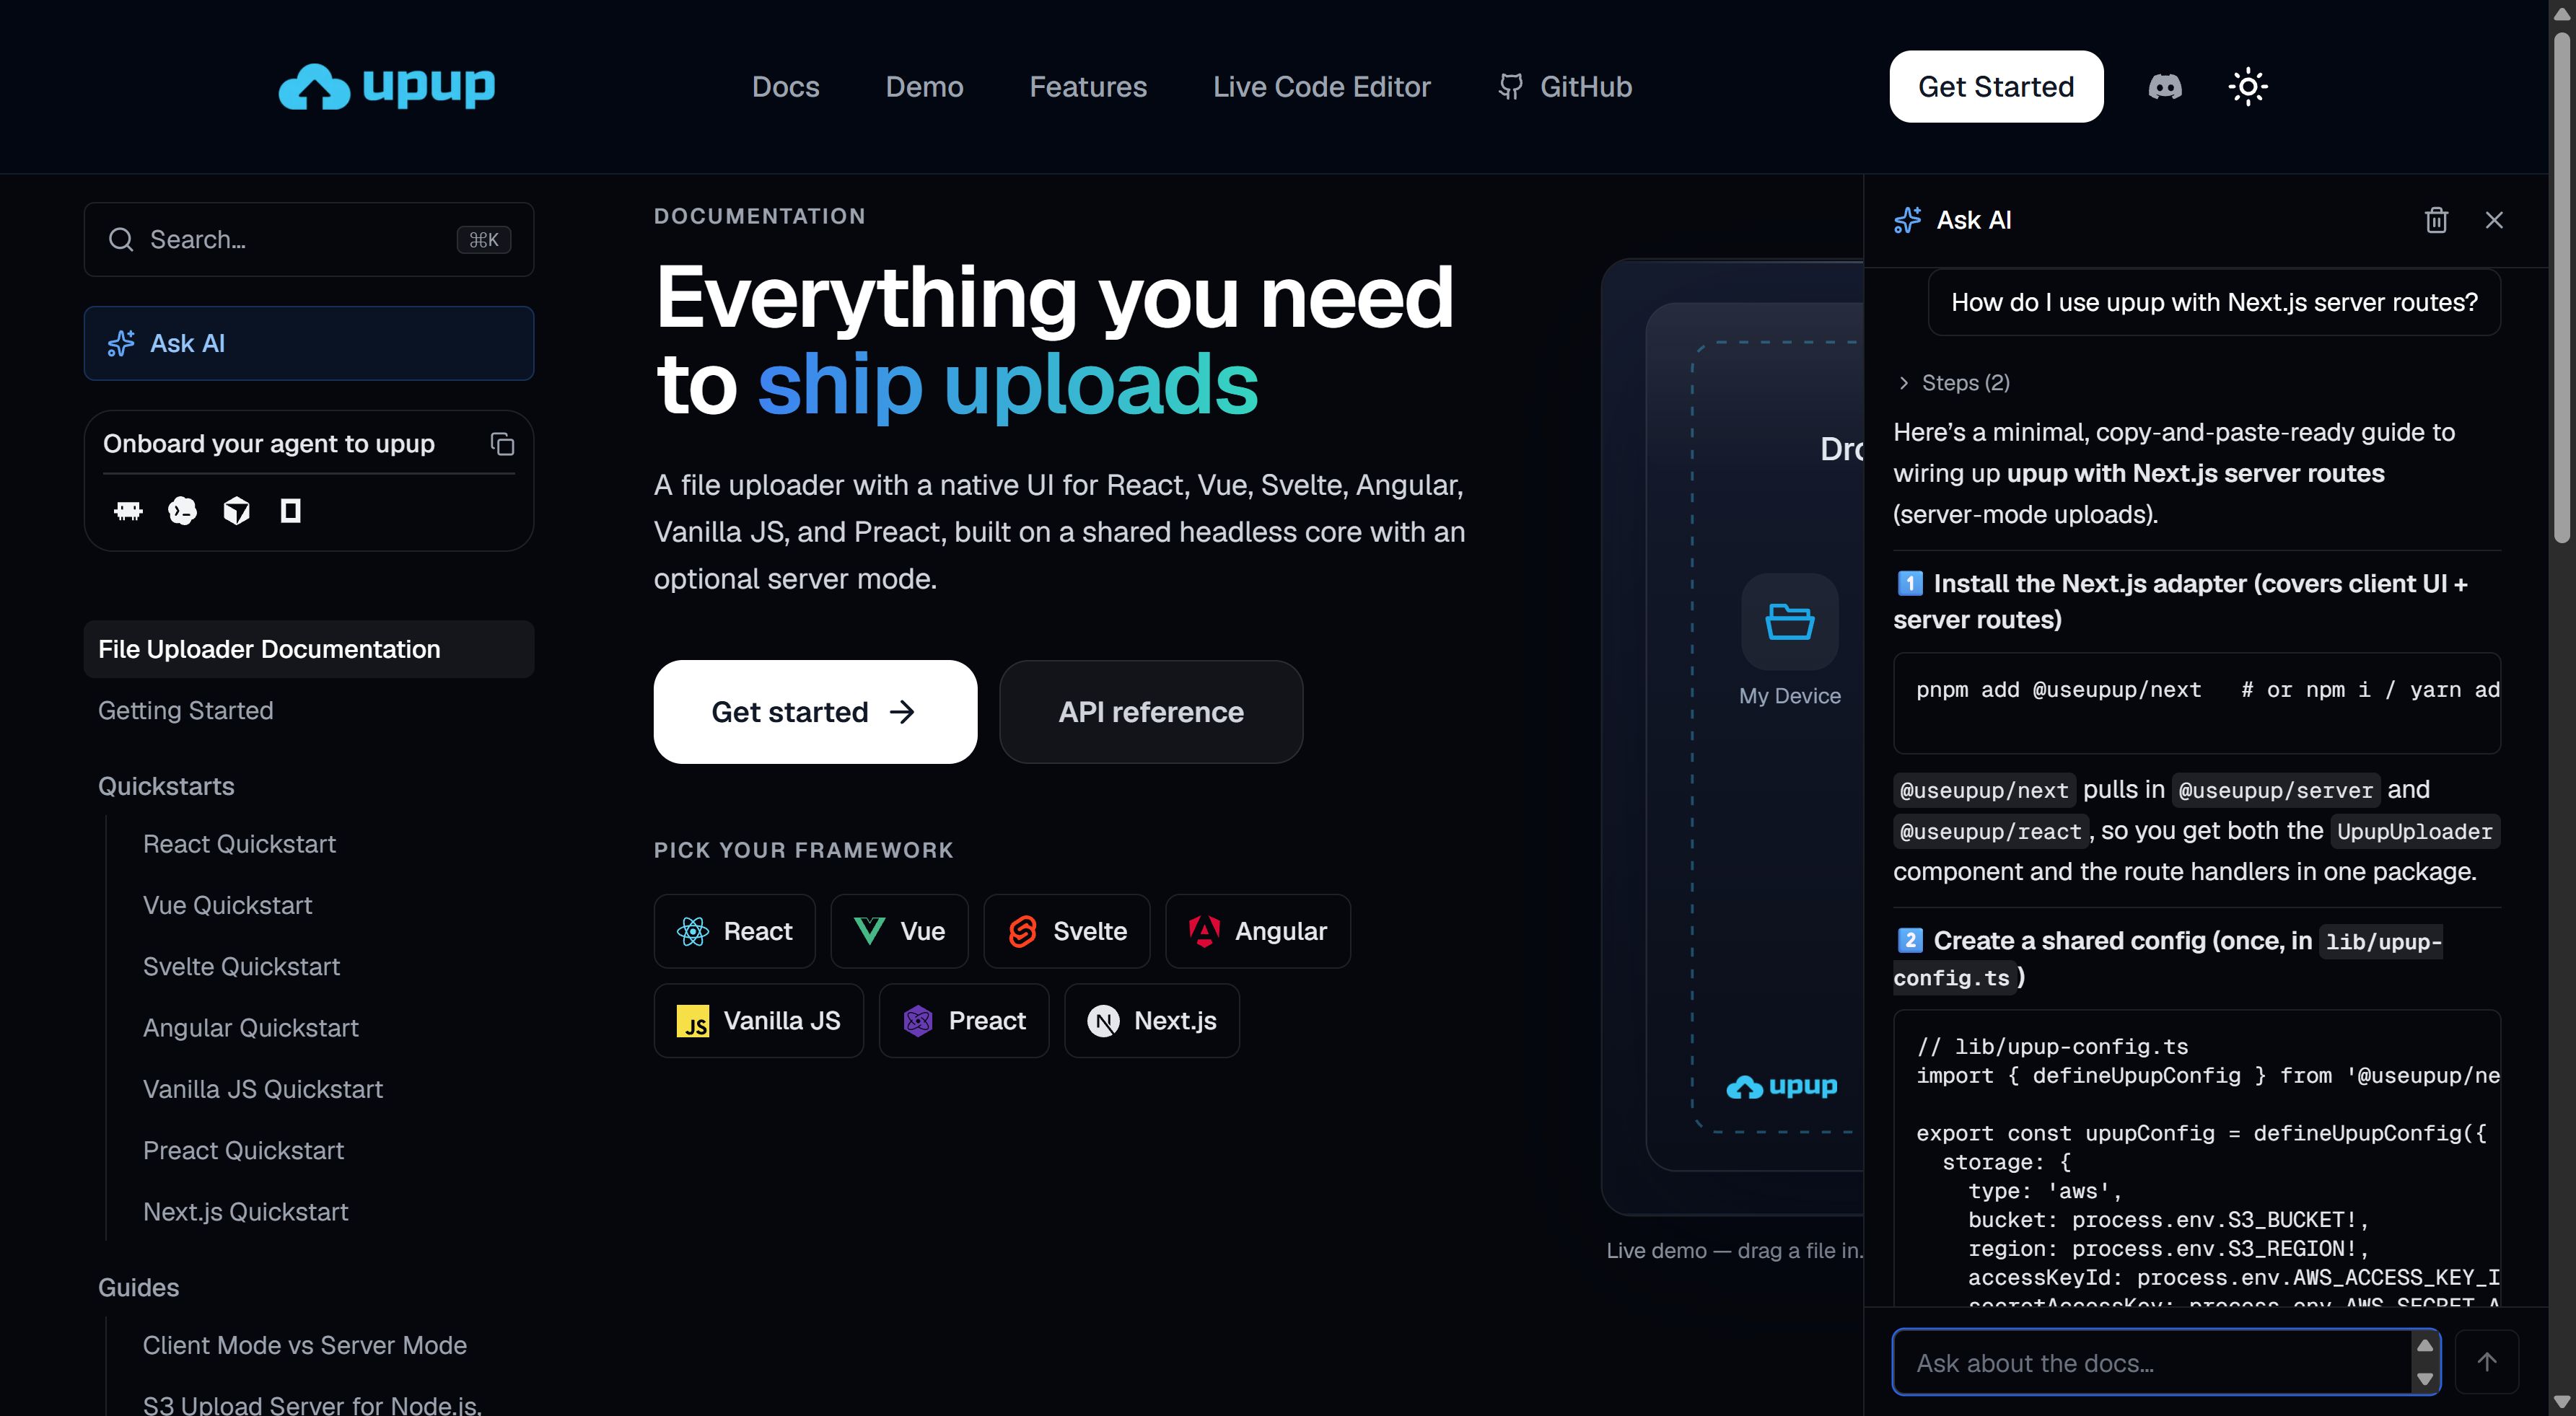 upup
Docs
Demo
Features
Live Code Editor
GitHub
Get Started
Search...
⌘K
Ask AI
Onboard your agent to upup
File Uploader Documentation
Getting Started
Quickstarts
React Quickstart
Vue Quickstart
Svelte Quickstart
Angular Quickstart
Vanilla JS Quickstart
Preact Quickstart
Next.js Quickstart
Guides
Client Mode vs Server Mode
S3 Upload Server for Node.js,
DOCUMENTATION
Everything you need
to ship uploads
A file uploader with a native UI for React, Vue, Svelte, Angular,
Vanilla JS, and Preact, built on a shared headless core with an
optional server mode.
Get started
API reference
PICK YOUR FRAMEWORK
React
Vue
Svelte
Angular
JS Vanilla JS
Preact
N Next.js
Dro
My Device
upup
Live demo — drag a file in.
Ask AI
How do I use upup with Next.js server routes?
Steps (2)
Here’s a minimal, copy-and-paste-ready guide to
wiring up upup with Next.js server routes
(server-mode uploads).
1 Install the Next.js adapter (covers client UI +
server routes)
pnpm add @useupup/next   # or npm i / yarn ad
@useupup/next pulls in @useupup/server and
@useupup/react, so you get both the UpupUploader
component and the route handlers in one package.
2 Create a shared config (once, in lib/upup-
config.ts)
// lib/upup-config.ts
import { defineUpupConfig } from '@useupup/ne
export const upupConfig = defineUpupConfig({
storage: {
type: 'aws',
bucket: process.env.S3_BUCKET!,
region: process.env.S3_REGION!,
accessKeyId: process.env.AWS_ACCESS_KEY_I
secretAccessKey: process.env.AWS_SECRET_A
Ask about the docs...